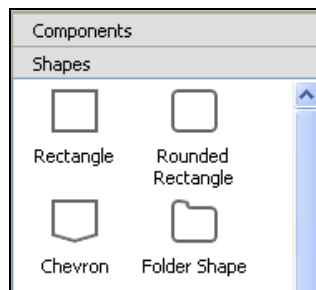 Components
Shapes
Rectangle
Rounded
Rectangle
Chevron
Folder Shape